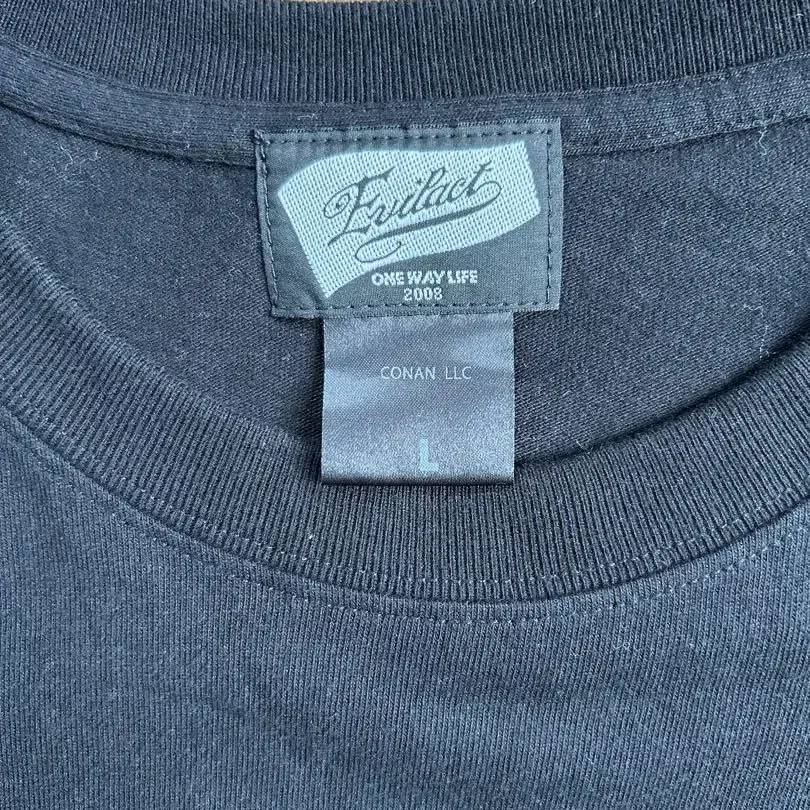 Evilact
ONE WAY LIFE
2008
CONAN LLC
L